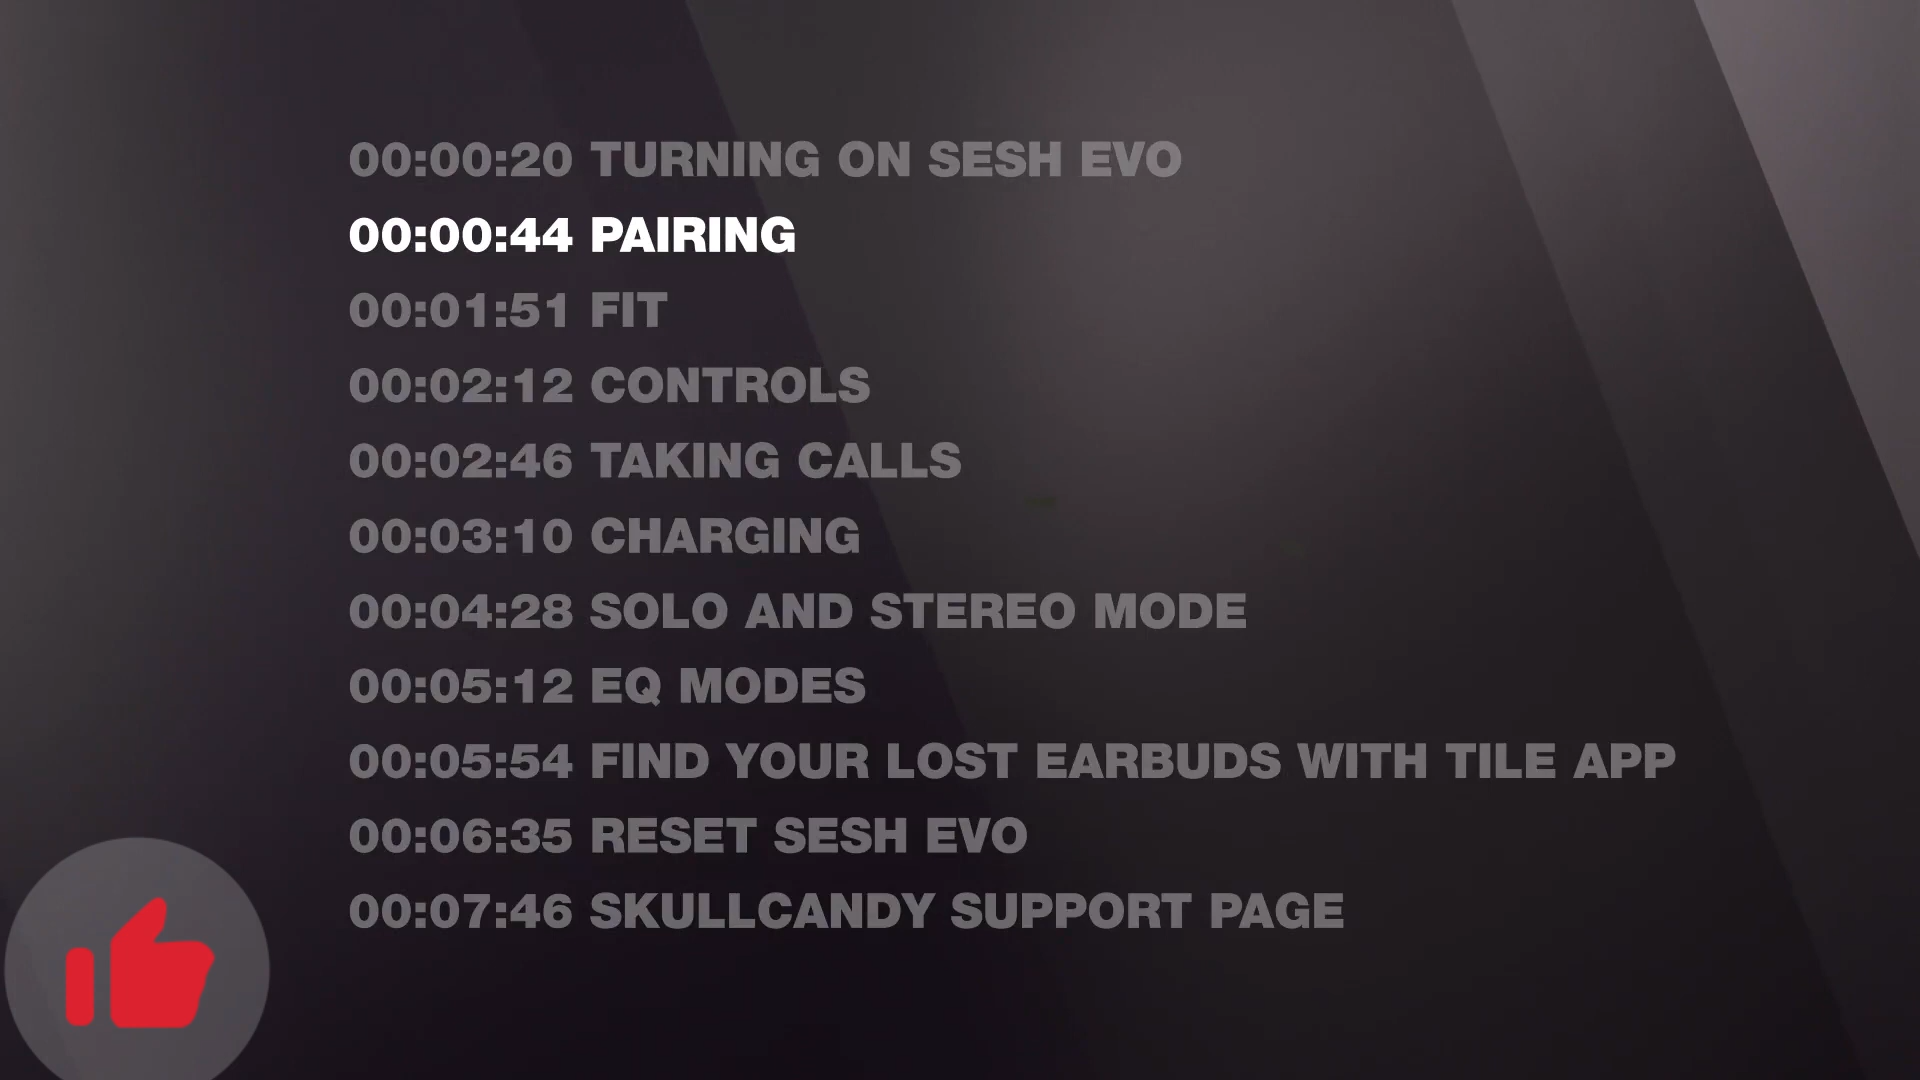 00:00:20 TURNING ON SESH EVO
00:00:44 PAIRING
00:01:51 FIT
00:02:12 CONTROLS
00:02:46 TAKING CALLS
00:03:10 CHARGING
00:04:28 SOLO AND STEREO MODE
00:05:12 EQ MODES
00:05:54 FIND YOUR LOST EARBUDS WITH TILE APP
00:06:35 RESET SESH EVO
00:07:46 SKULLCANDY SUPPORT PAGE